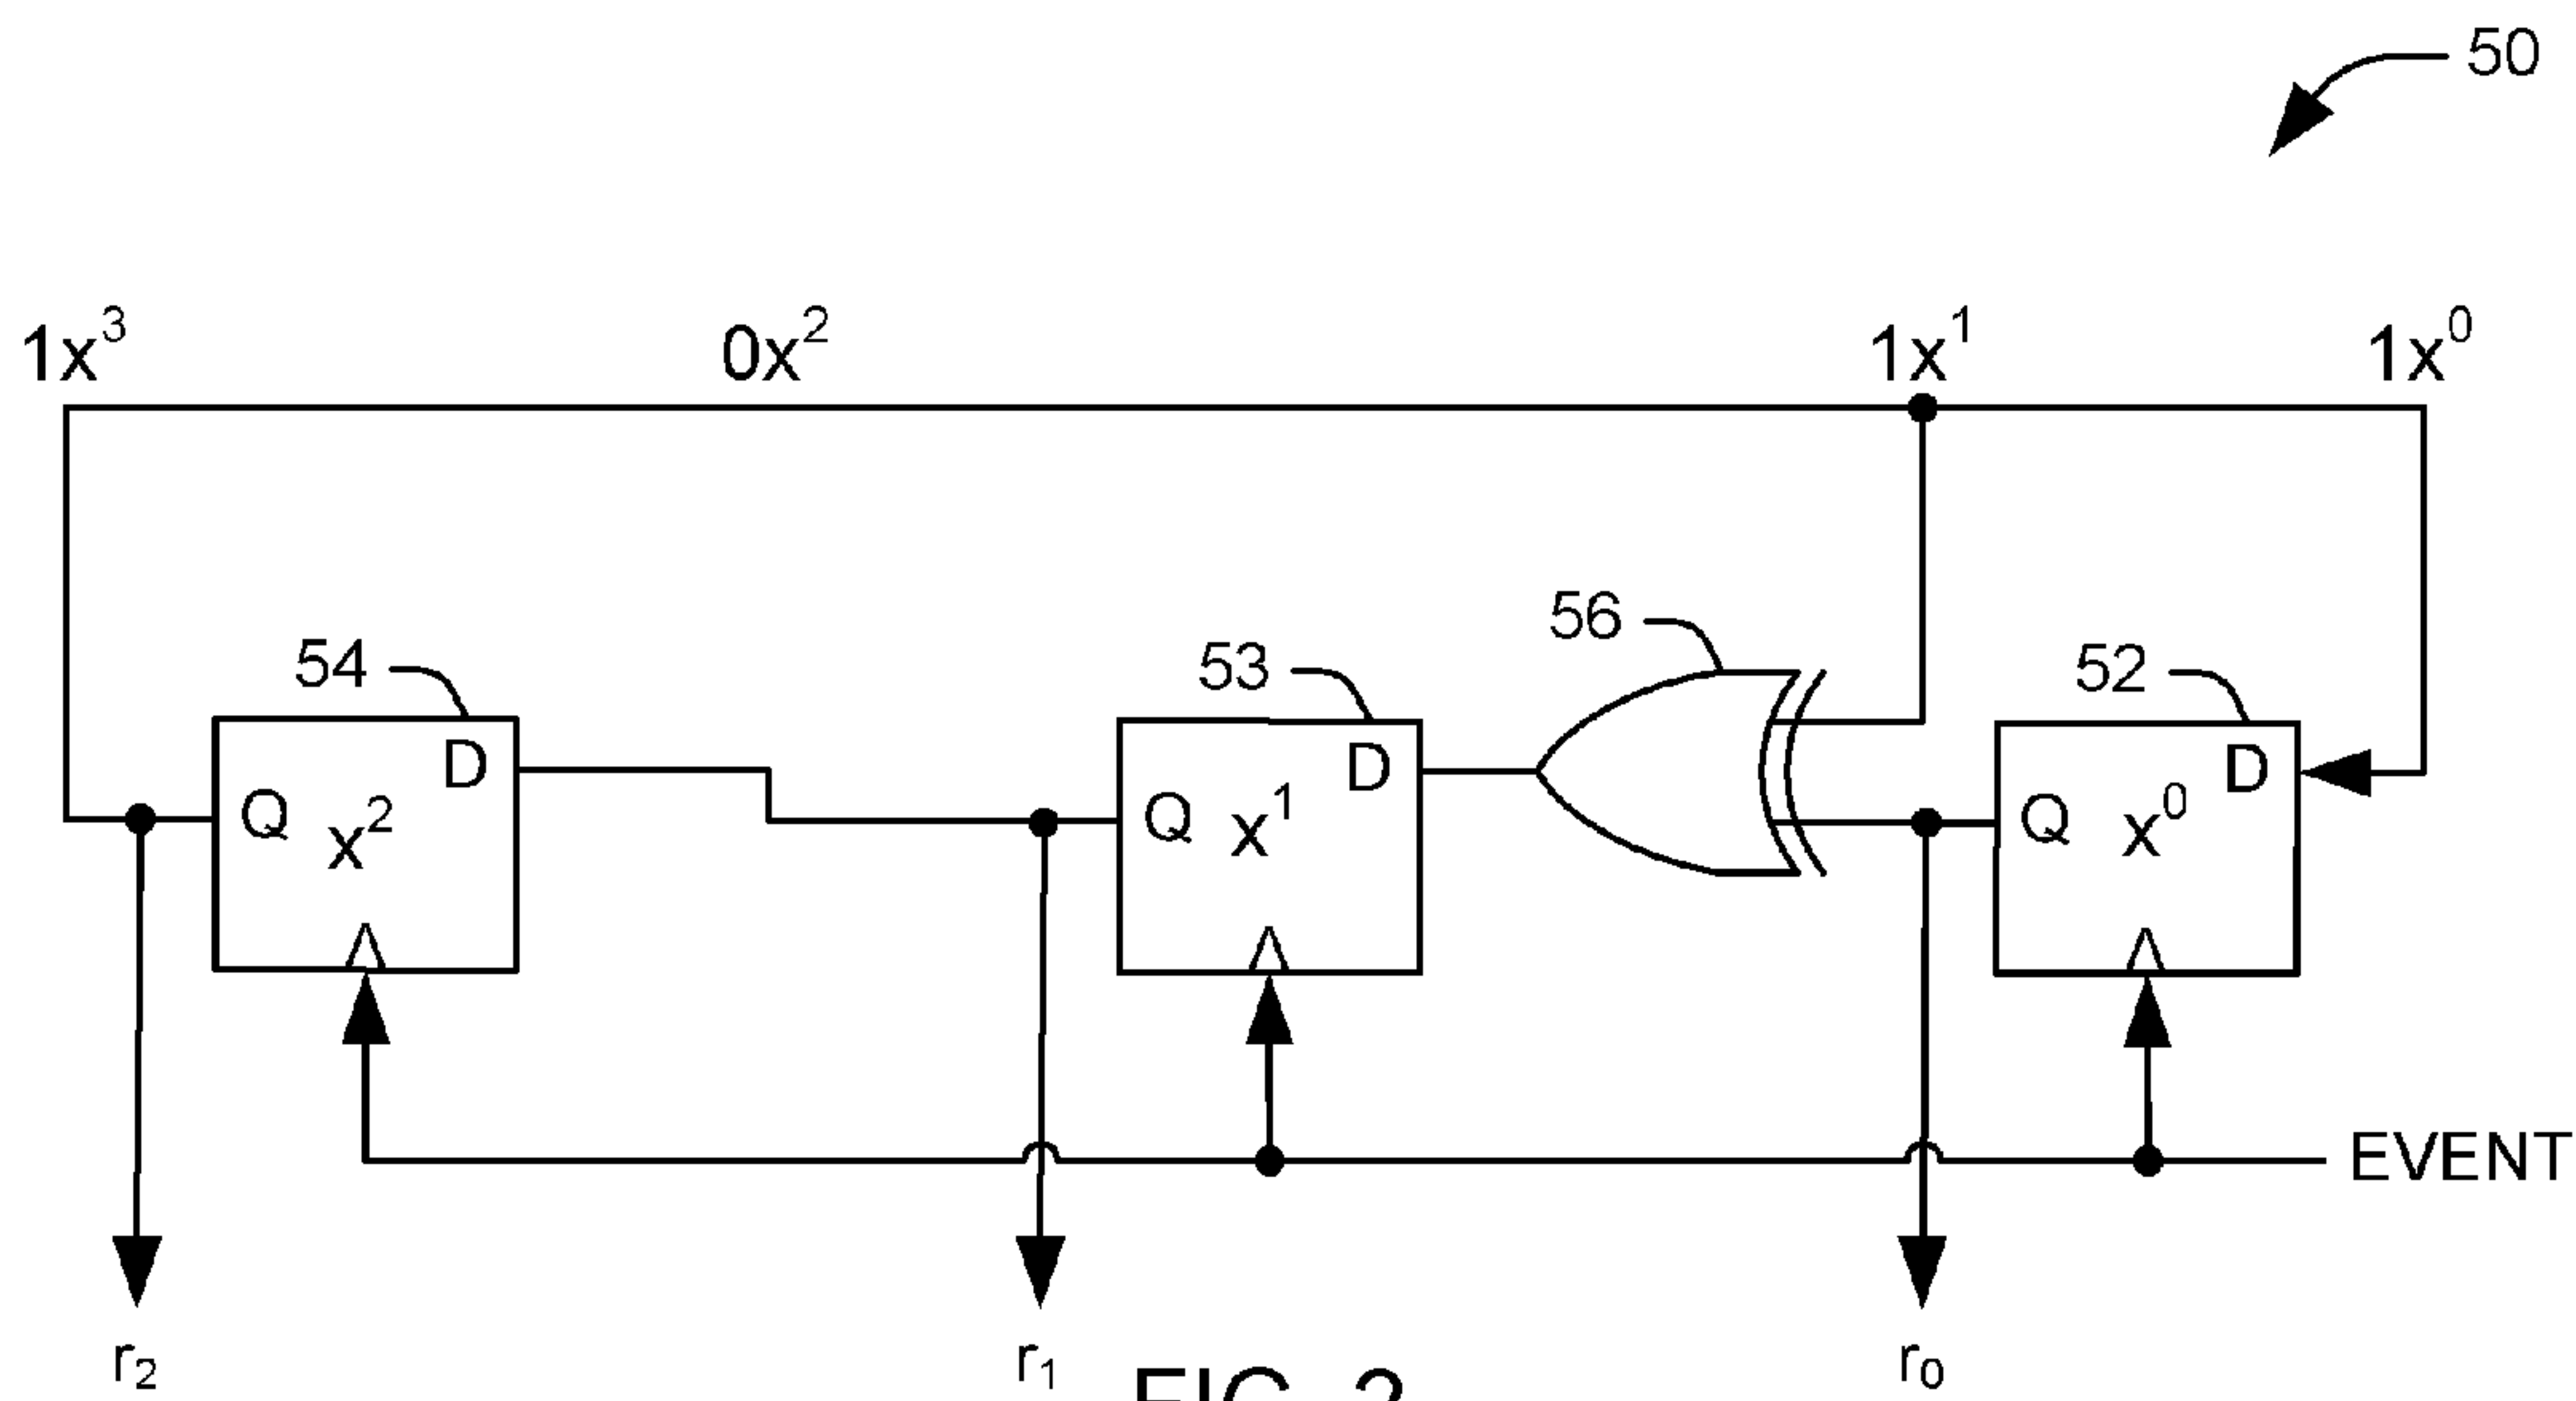 50
1x³ 0x² 1x¹ 1x⁰
56
54 53 52
D D D
Q x² Q x¹ Q x⁰
EVENT
r₂ r₁ r₀